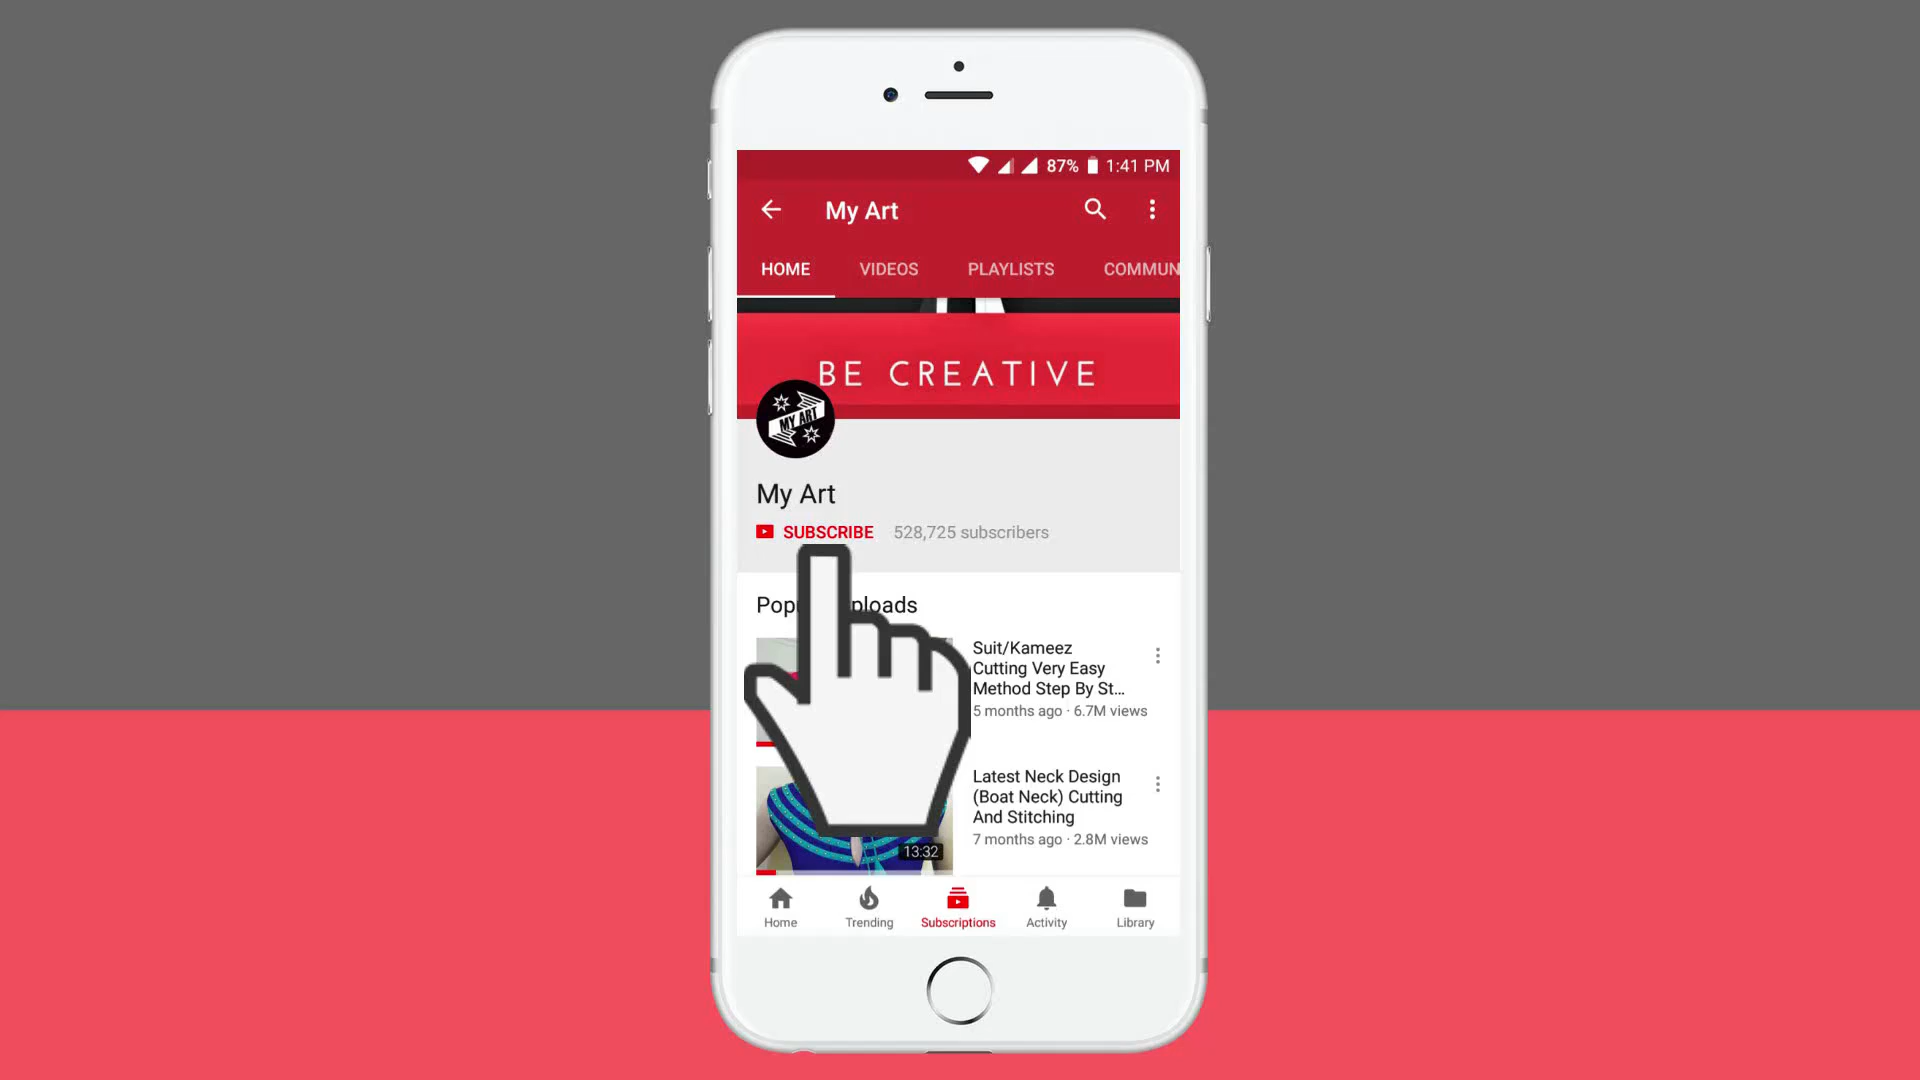 87% 1:41 PM
My Art
HOME VIDEOS PLAYLISTS COMMUN
BE CREATIVE
MY ART
My Art
SUBSCRIBE 528,725 subscribers
Pop ploads
Suit/Kameez
Cutting Very Easy
Method Step By St...
5 months ago · 6.7M views
Latest Neck Design
(Boat Neck) Cutting
And Stitching
7 months ago · 2.8M views
13:32
Home Trending Subscriptions Activity Library